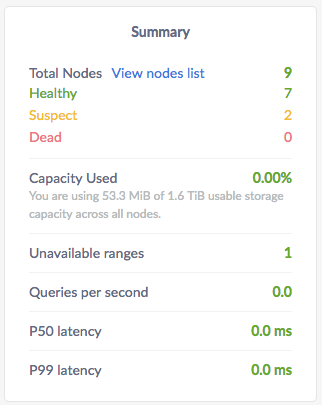 Summary
Total Nodes View nodes list 9
Healthy 7
Suspect 2
Dead 0
Capacity Used 0.00%
You are using 53.3 MiB of 1.6 TiB usable storage
capacity across all nodes.
Unavailable ranges 1
Queries per second 0.0
P50 latency 0.0 ms
P99 latency 0.0 ms